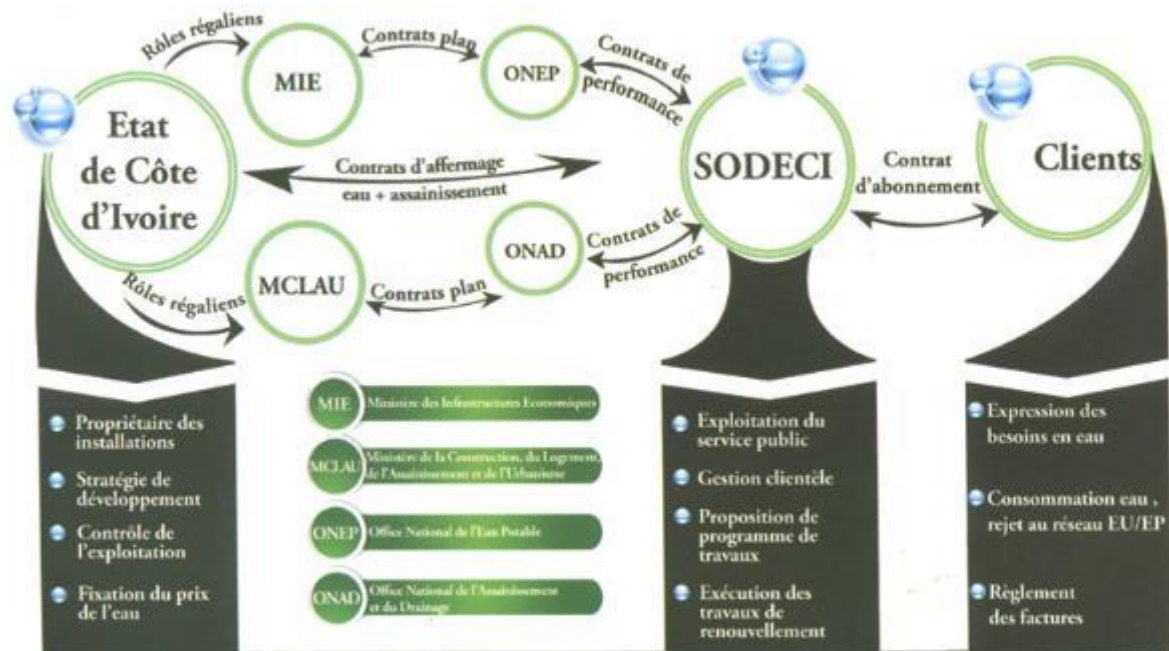 Rôles régaliens
MIE
Contrats plan
ONEP
Contrats de
performance
Etat
de Côte
d'Ivoire
Contrats d'affermage
eau + assainissement
SODECI
Contrat
d'abonnement
Clients
Rôles régaliens
MCLAU
Contrats plan
ONAD
Contrats de
performance
Propriétaire des
installations
Stratégie de
développement
Contrôle de
l'exploitation
Fixation du prix
de l'eau
MIE
Ministère des Infrastructures Economiques
MCLAU
Ministère de la Construction, du Logement,
de l'Assainissement et de l'Urbanisme
ONEP
Office National de l'Eau Potable
ONAD
Office National de l'Assainissement
et du Drainage
Exploitation du
service public
Gestion clientèle
Proposition de
programme de
travaux
Exécution des
travaux de
renouvellement
Expression des
besoins en eau
Consommation eau ,
rejet au réseau EU/EP
Règlement
des factures